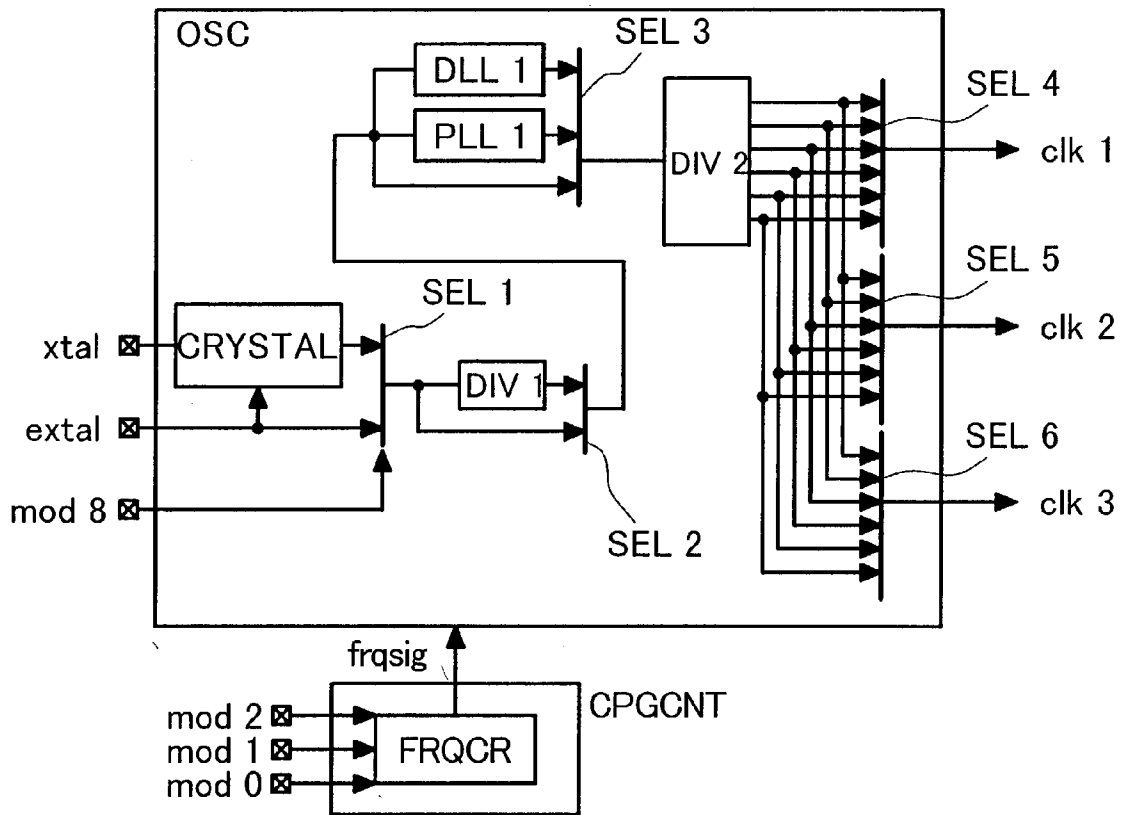 OSC
SEL 3
DLL 1
SEL 4
PLL 1
DIV 2
clk 1
SEL 5
SEL 1
xtal
CRYSTAL
clk 2
DIV 1
extal
SEL 6
mod 8
clk 3
SEL 2
frqsig
CPGCNT
mod 2
mod 1
FRQCR
mod 0